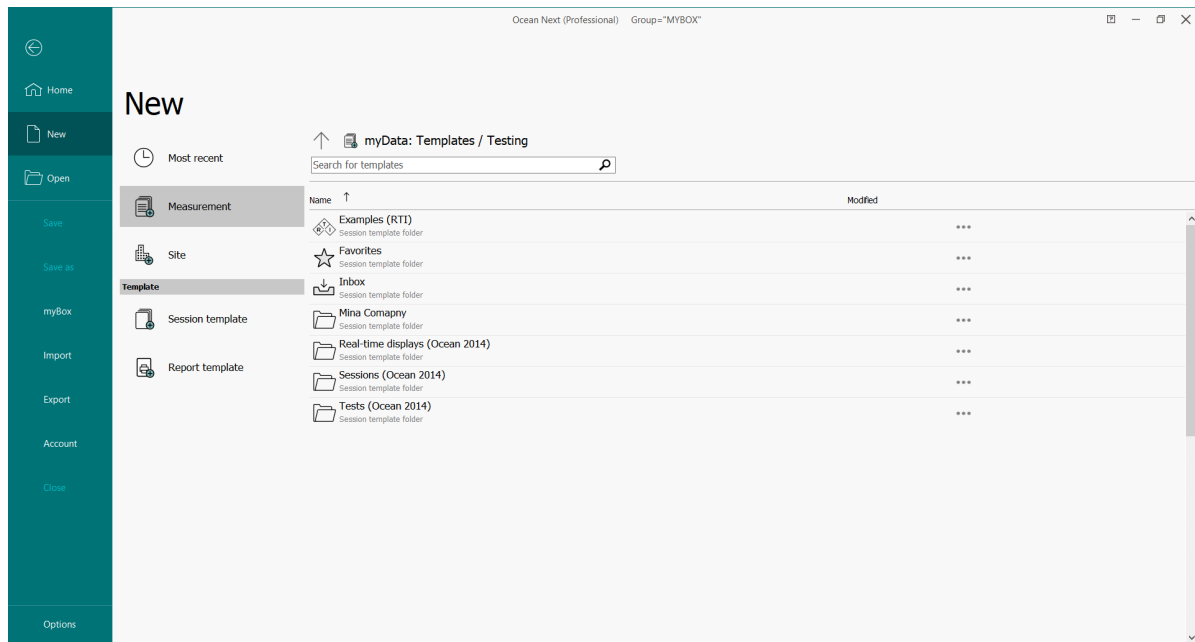 Ocean Next (Professional) Group="MYBOX"
Home
New
Open
Save
Save as
myBox
Import
Export
Account
Close
Options
New
Most recent
Measurement
Site
Template
Session template
Report template
myData: Templates / Testing
Search for templates
Name Modified
Examples (RTI)
Session template folder
Favorites
Session template folder
Inbox
Session template folder
Mina Comapny
Session template folder
Real-time displays (Ocean 2014)
Session template folder
Sessions (Ocean 2014)
Session template folder
Tests (Ocean 2014)
Session template folder